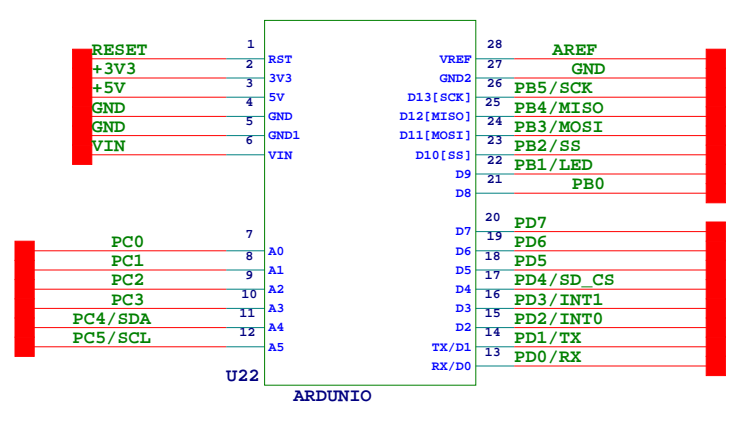 RESET 1 RST VREF 28 AREF
+3V3 2 3V3 GND2 27 GND
+5V 3 5V D13[SCK] 26 PB5/SCK
GND 4 GND D12[MISO] 25 PB4/MISO
GND 5 GND1 D11[MOSI] 24 PB3/MOSI
VIN 6 VIN D10[SS] 23 PB2/SS
D9 22 PB1/LED
D8 21 PB0
D7 20 PD7
PC0 7 A0 D6 19 PD6
PC1 8 A1 D5 18 PD5
PC2 9 A2 D4 17 PD4/SD_CS
PC3 10 A3 D3 16 PD3/INT1
PC4/SDA 11 A4 D2 15 PD2/INT0
PC5/SCL 12 A5 TX/D1 14 PD1/TX
RX/D0 13 PD0/RX
U22
ARDUNIO